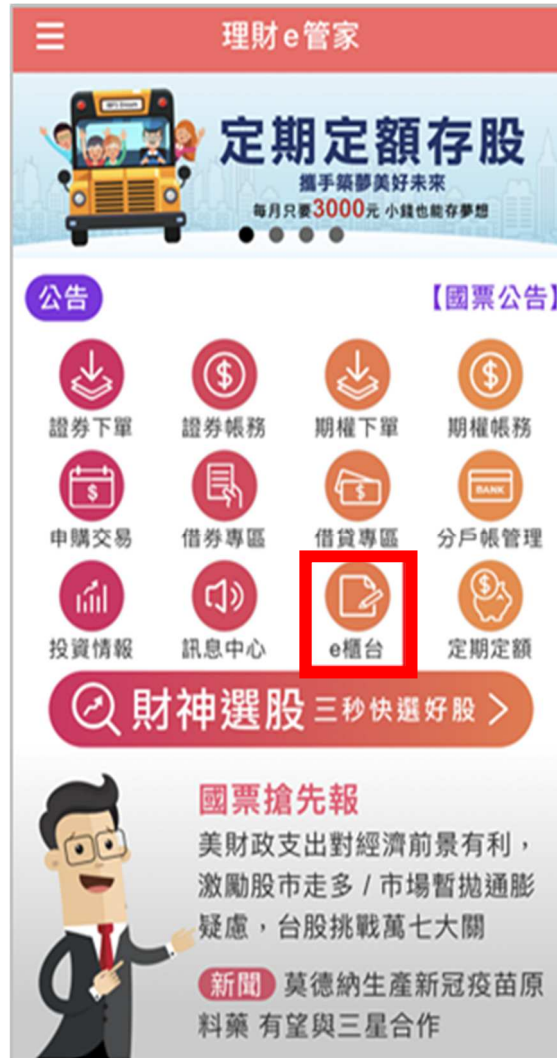 理財e管家
定期定額存股
攜手築夢美好未來
每月只要3000元 小錢也能存夢想
公告 【國票公告】
證券下單 證券帳務 期權下單 期權帳務
申購交易 借券專區 借貸專區 分戶帳管理
BANK
投資情報 訊息中心 e櫃台 定期定額
財神選股 三秒快選好股
國票搶先報
美財政支出對經濟前景有利，
激勵股市走多 / 市場暫拋通膨
疑慮，台股挑戰萬七大關
新聞 莫德納生產新冠疫苗原
料藥 有望與三星合作